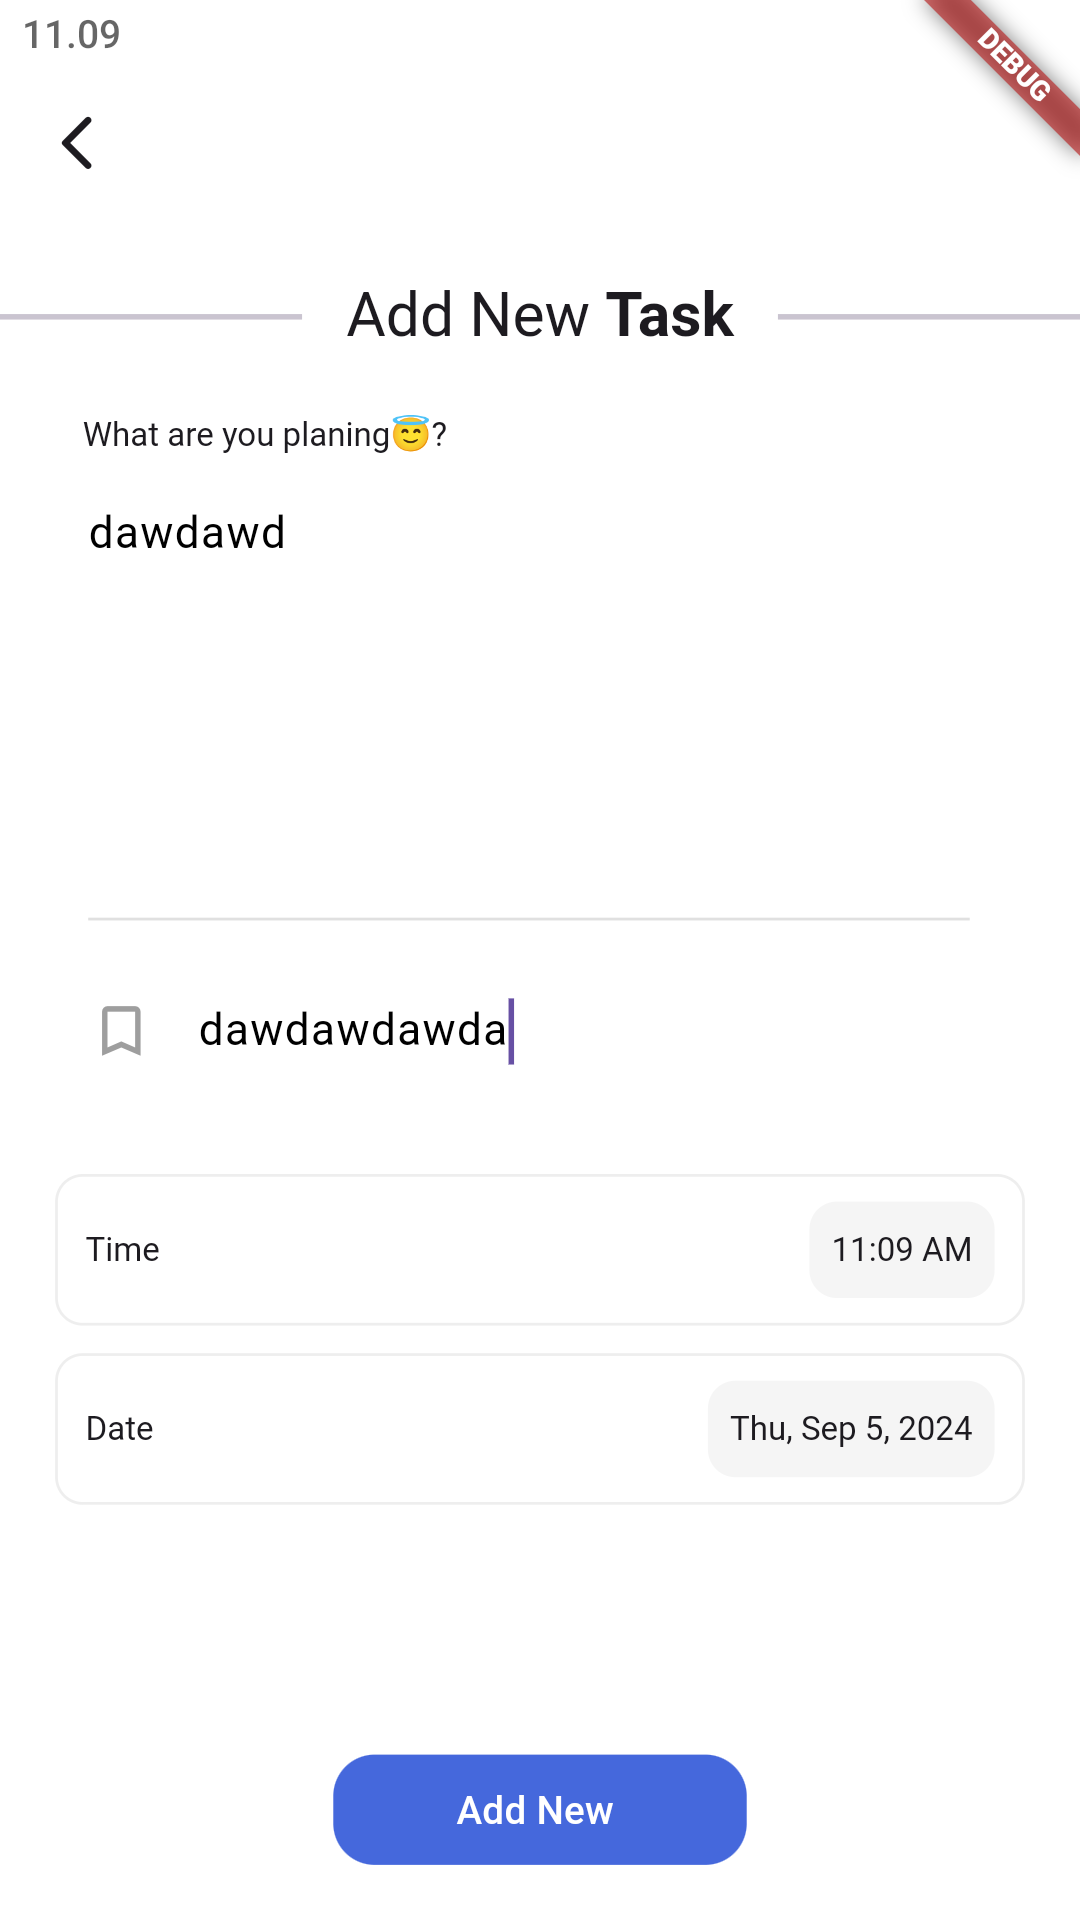 11.09
DEBUG
Add New Task
What are you planing😇?
dawdawd
dawdawdawda
Time
11:09 AM
Date
Thu, Sep 5, 2024
Add New